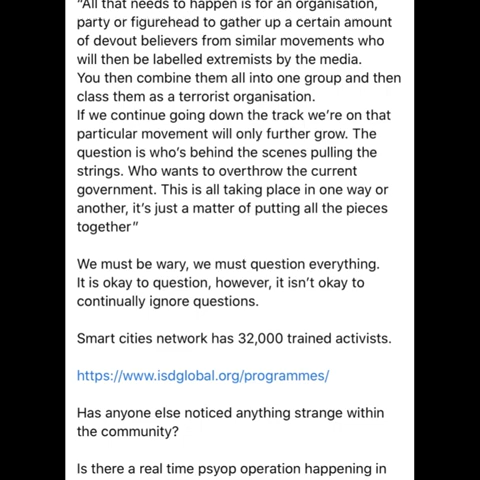 "All that needs to happen is for an organisation,
party or figurehead to gather up a certain amount
of devout believers from similar movements who
will then be labelled extremists by the media.
You then combine them all into one group and then
class them as a terrorist organisation.
If we continue going down the track we're on that
particular movement will only further grow. The
question is who's behind the scenes pulling the
strings. Who wants to overthrow the current
government. This is all taking place in one way or
another, it's just a matter of putting all the pieces
together"
We must be wary, we must question everything.
It is okay to question, however, it isn't okay to
continually ignore questions.
Smart cities network has 32,000 trained activists.
https://www.isdglobal.org/programmes/
Has anyone else noticed anything strange within
the community?
Is there a real time psyop operation happening in